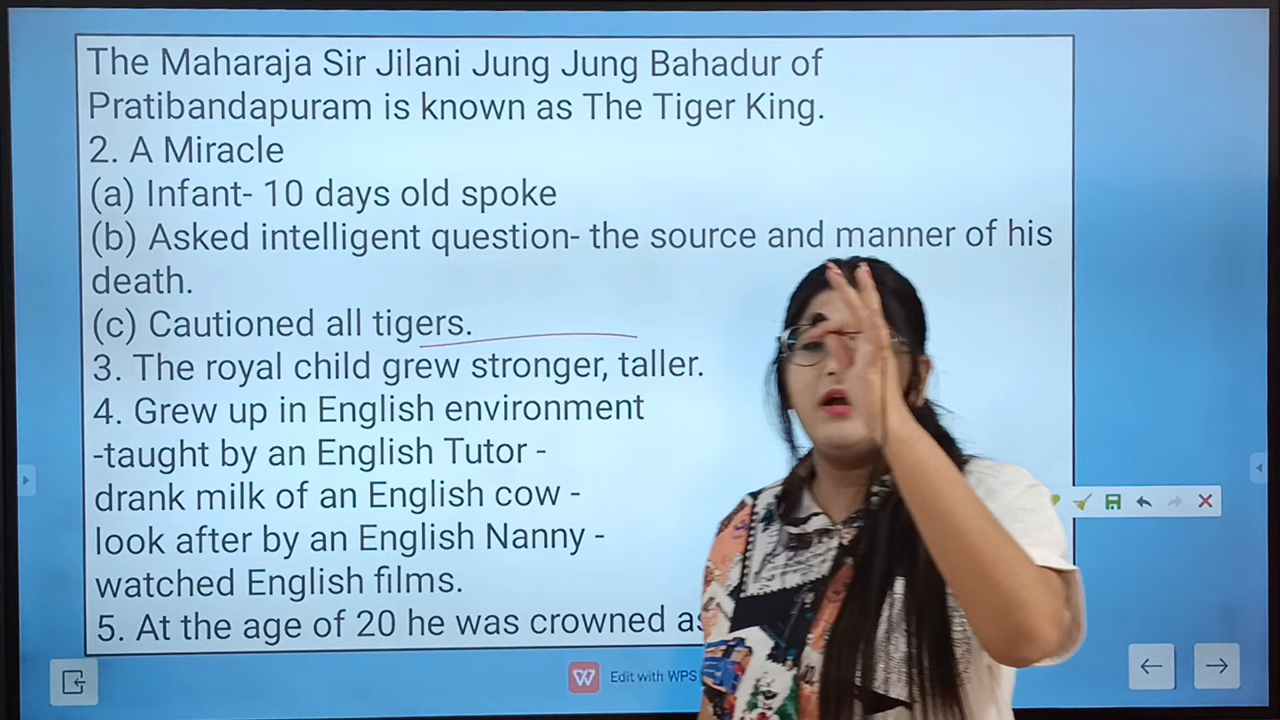 The Maharaja Sir Jilani Jung Jung Bahadur of
Pratibandapuram is known as The Tiger King.
2. A Miracle
(a) Infant- 10 days old spoke
(b) Asked intelligent question- the source and manner of his
death.
(c) Cautioned all tigers.
3. The royal child grew stronger, taller.
4. Grew up in English environment
-taught by an English Tutor -
drank milk of an English cow -
look after by an English Nanny -
watched English films.
5. At the age of 20 he was crowned
Edit with WPS